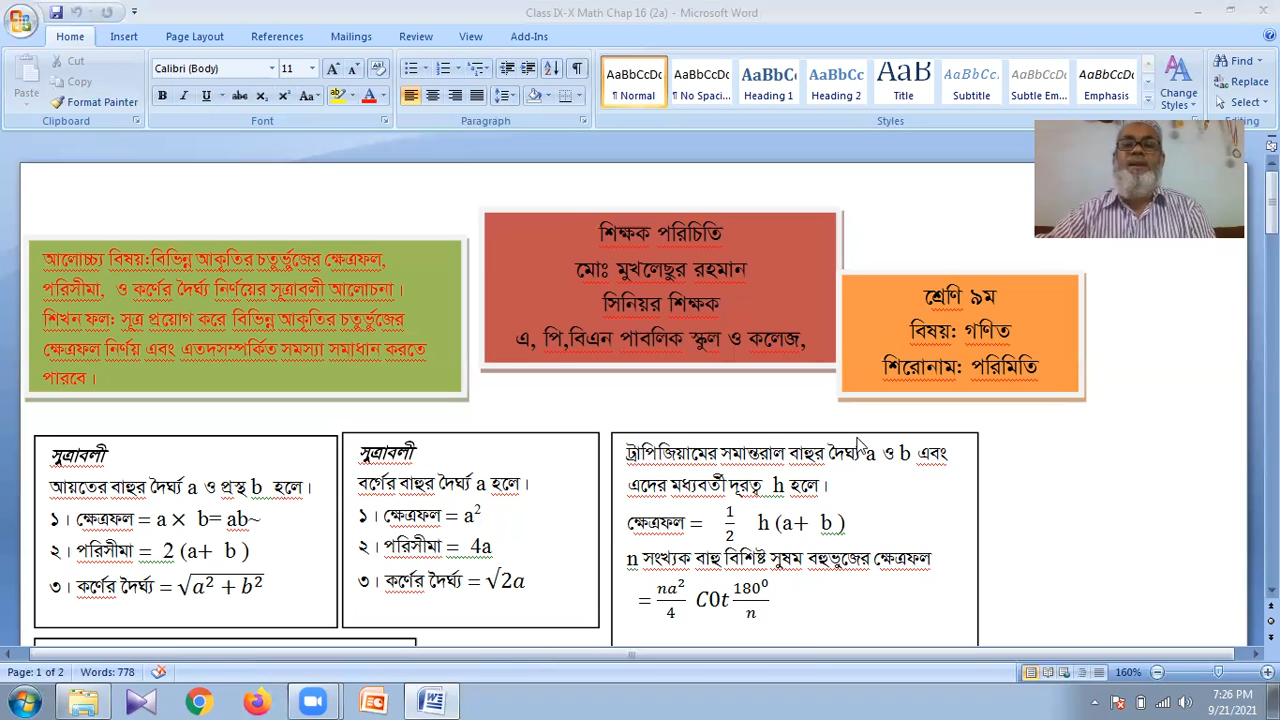 Class IX-X Math Chap 16 (2a) - Microsoft Word
Home Insert Page Layout References Mailings Review View Add-Ins
Cut
Copy
Format Painter
Paste
Clipboard
Calibri (Body) 11
Font
Paragraph
AaBbCcDc AaBbCcDc AaBbCc AaBbCc AaB AaBbCcL AaBbCcDc AaBbCcDc
¶ Normal ¶ No Spaci... Heading 1 Heading 2 Title Subtitle Subtle Em... Emphasis
Change Styles
Styles
Find
Replace
Select
Editing
আলোচ্য বিষয়:বিভিন্ন আকৃতির চতুর্ভুজের ক্ষেত্রফল,
পরিসীমা, ও কর্ণের দৈর্ঘ্য নির্ণয়ের সূত্রাবলী আলোচনা।
শিখন ফল: সূত্র প্রয়োগ করে বিভিন্ন আকৃতির চতুর্ভুজের
ক্ষেত্রফল নির্ণয় এবং এতদসম্পর্কিত সমস্যা সমাধান করতে
পারবে।
শিক্ষক পরিচিতি
মোঃ মুখলেছুর রহমান
সিনিয়র শিক্ষক
এ, পি,বিএন পাবলিক স্কুল ও কলেজ,
শ্রেণি ৯ম
বিষয়: গণিত
শিরোনাম: পরিমিতি
সুত্রাবলী
আয়তের বাহুর দৈর্ঘ্য a ও প্রস্থ b হলে।
১। ক্ষেত্রফল = a × b= ab~
২। পরিসীমা = 2 (a+ b )
৩। কর্ণের দৈর্ঘ্য = √a² + b²
সুত্রাবলী
বর্গের বাহুর দৈর্ঘ্য a হলে।
১। ক্ষেত্রফল = a²
২। পরিসীমা = 4a
৩। কর্ণের দৈর্ঘ্য = √2a
ট্রাপিজিয়ামের সমান্তরাল বাহুর দৈর্ঘ্য a ও b এবং
এদের মধ্যবর্তী দূরত্ব h হলে।
ক্ষেত্রফল = 1/2 h (a+ b )
n সংখ্যক বাহু বিশিষ্ট সুষম বহুভুজের ক্ষেত্রফল
= na²/4 C0t 180⁰/n
Page: 1 of 2 Words: 778
160%
7:26 PM
9/21/2021